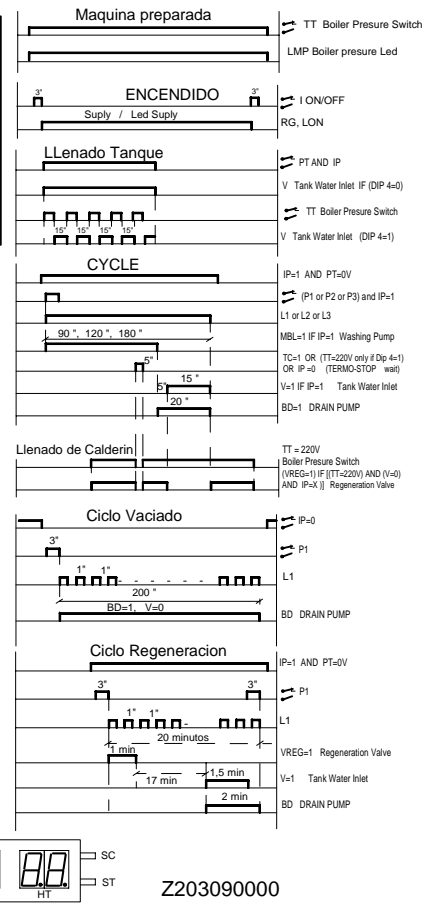 Maquina preparada
TT Boiler Presure Switch
LMP Boiler presure Led
3" ENCENDIDO 3"
I ON/OFF
Suply / Led Suply
RG, LON
LLenado Tanque
PT AND IP
V Tank Water Inlet IF (DIP 4=0)
TT Boiler Presure Switch
15" 15" 15" 15"
V Tank Water Inlet (DIP 4=1)
CYCLE
IP=1 AND PT=0V
(P1 or P2 or P3) and IP=1
L1 or L2 or L3
90 ", 120 ", 180 "
MBL=1 IF IP=1 Washing Pump
5"
TC=1 OR (TT=220V only if Dip 4=1)
OR IP =0 (TERMO-STOP wait)
5" 15 "
V=1 IF IP=1 Tank Water Inlet
20 "
BD=1 DRAIN PUMP
Llenado de Calderin
TT = 220V
Boiler Presure Switch
(VREG=1) IF [(TT=220V) AND (V=0)
AND IP=X )] Regeneration Valve
Ciclo Vaciado
IP=0
3"
P1
1" 1"
L1
200 "
BD=1, V=0
BD DRAIN PUMP
Ciclo Regeneracion
IP=1 AND PT=0V
3" 3"
P1
1" 1"
L1
20 minutos
1 min
VREG=1 Regeneration Valve
17 min 1,5 min
V=1 Tank Water Inlet
2 min
BD DRAIN PUMP
SC
8.8.
ST
HT
Z203090000